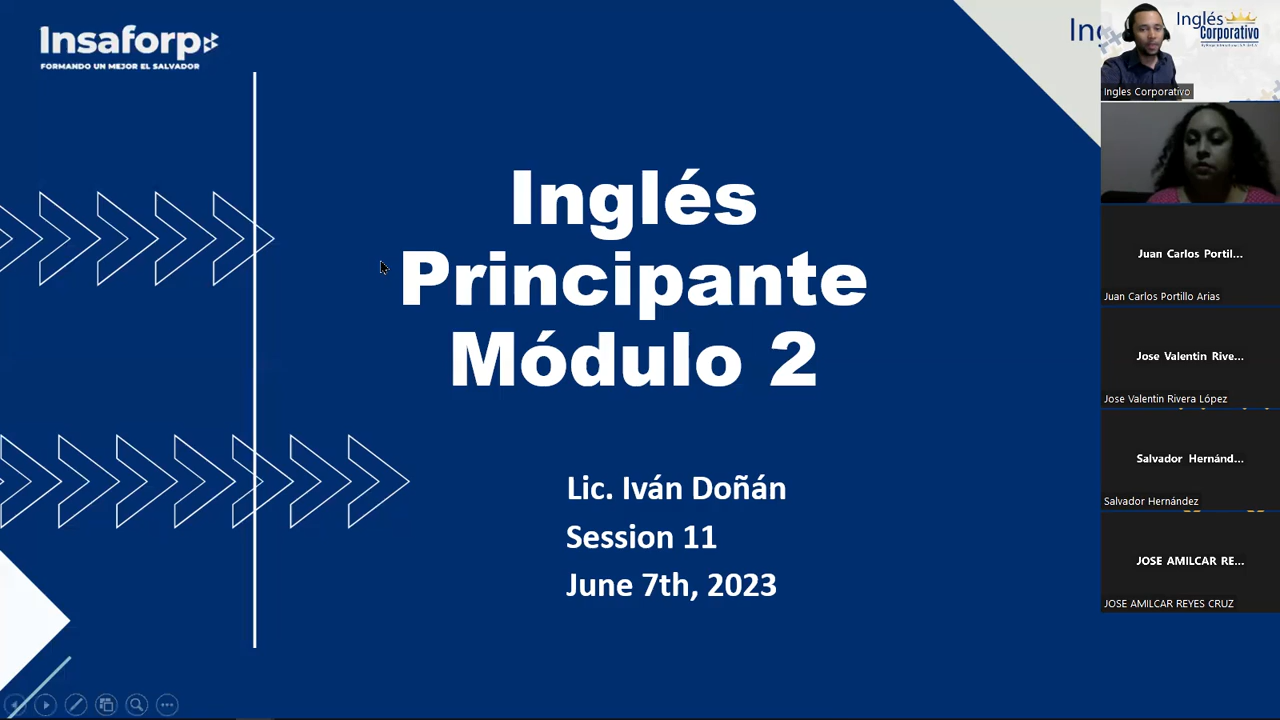 Insaforp
FORMANDO UN MEJOR EL SALVADOR
Inglés
Principante
Módulo 2
Lic. Iván Doñán
Session 11
June 7th, 2023
Inglés
Corporativo
Ingles Corporativo
Juan Carlos Portil...
Juan Carlos Portillo Arias
Jose Valentin Rive...
Jose Valentin Rivera López
Salvador Hernánd...
Salvador Hernández
JOSE AMILCAR RE...
JOSE AMILCAR REYES CRUZ